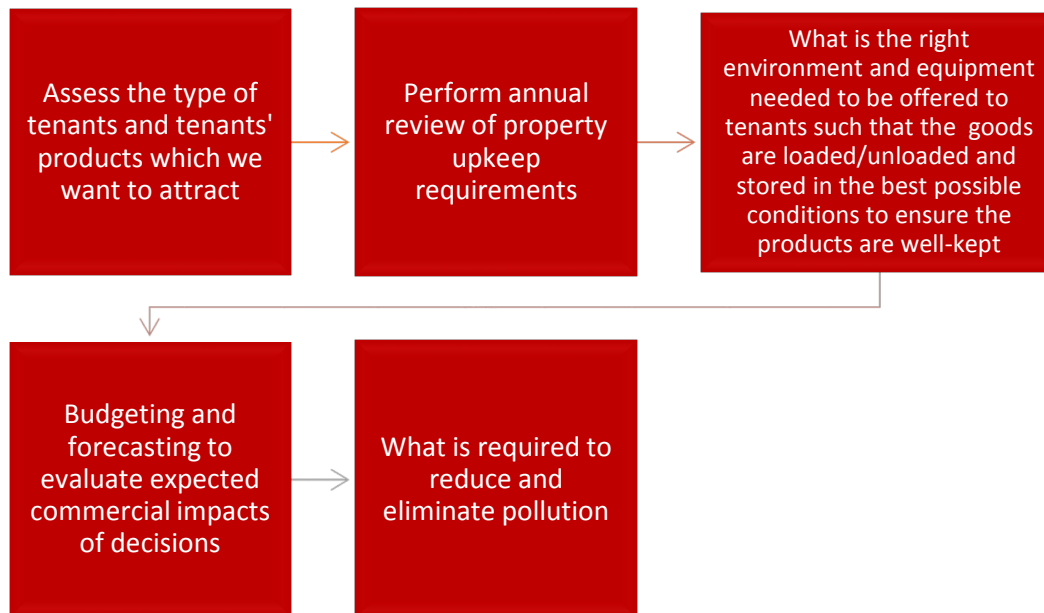 Assess the type of
tenants and tenants'
products which we
want to attract
Perform annual
review of property
upkeep
requirements
What is the right
environment and equipment
needed to be offered to
tenants such that the goods
are loaded/unloaded and
stored in the best possible
conditions to ensure the
products are well-kept
Budgeting and
forecasting to
evaluate expected
commercial impacts
of decisions
What is required to
reduce and
eliminate pollution